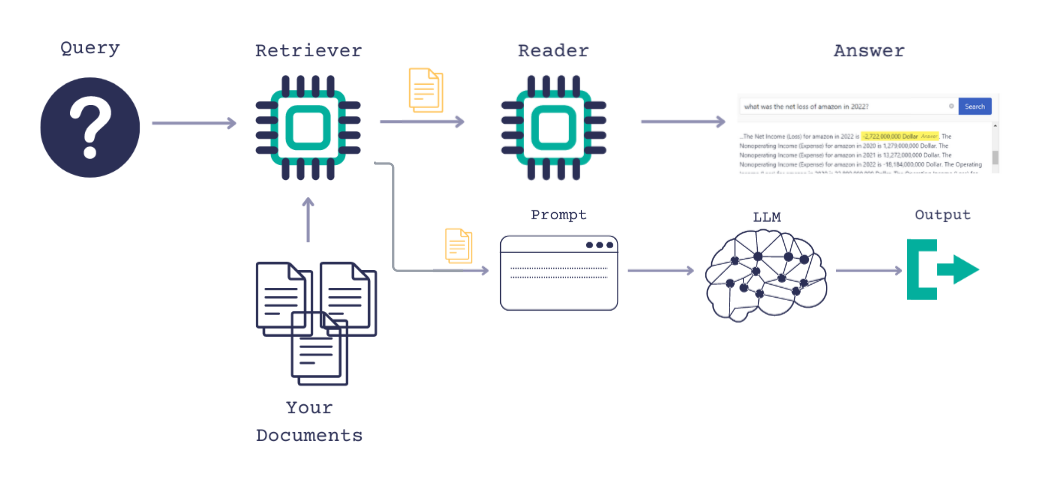 Query
Retriever
Reader
Answer
what was the net loss of amazon in 2022?
Search
...The Net Income (Loss) for amazon in 2022 is -2,722,000,000 Dollar Answer, The
Nonoperating Income (Expense) for amazon in 2020 is 1,279,000,000 Dollar. The
Nonoperating Income (Expense) for amazon in 2021 is 13,272,000,000 Dollar. The
Nonoperating Income (Expense) for amazon in 2022 is -18,184,000,000 Dollar. The Operating
Prompt
LLM
Output
Your
Documents